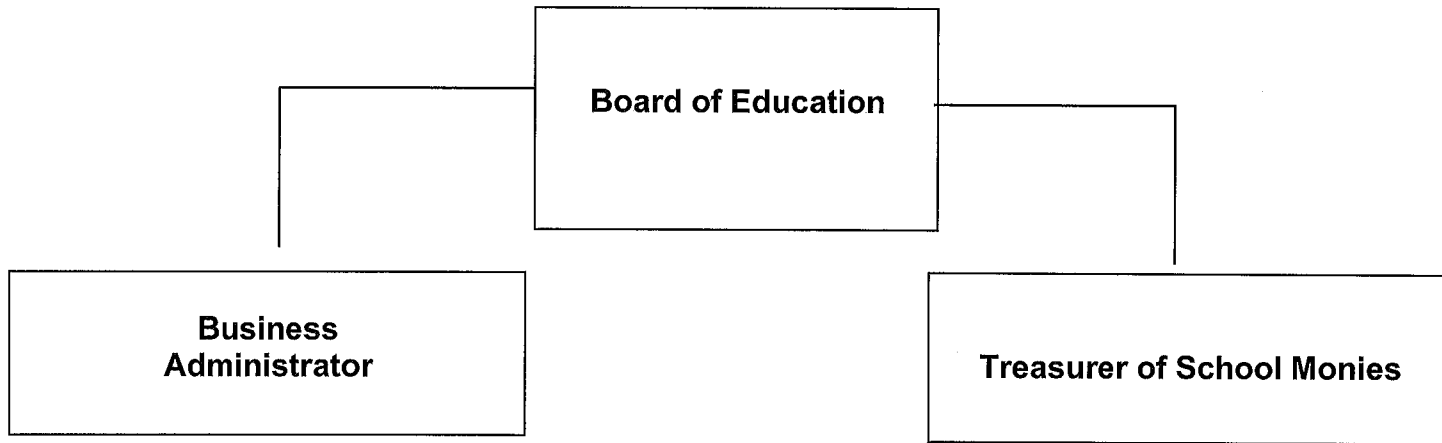 Board of Education
Business
Administrator
Treasurer of School Monies